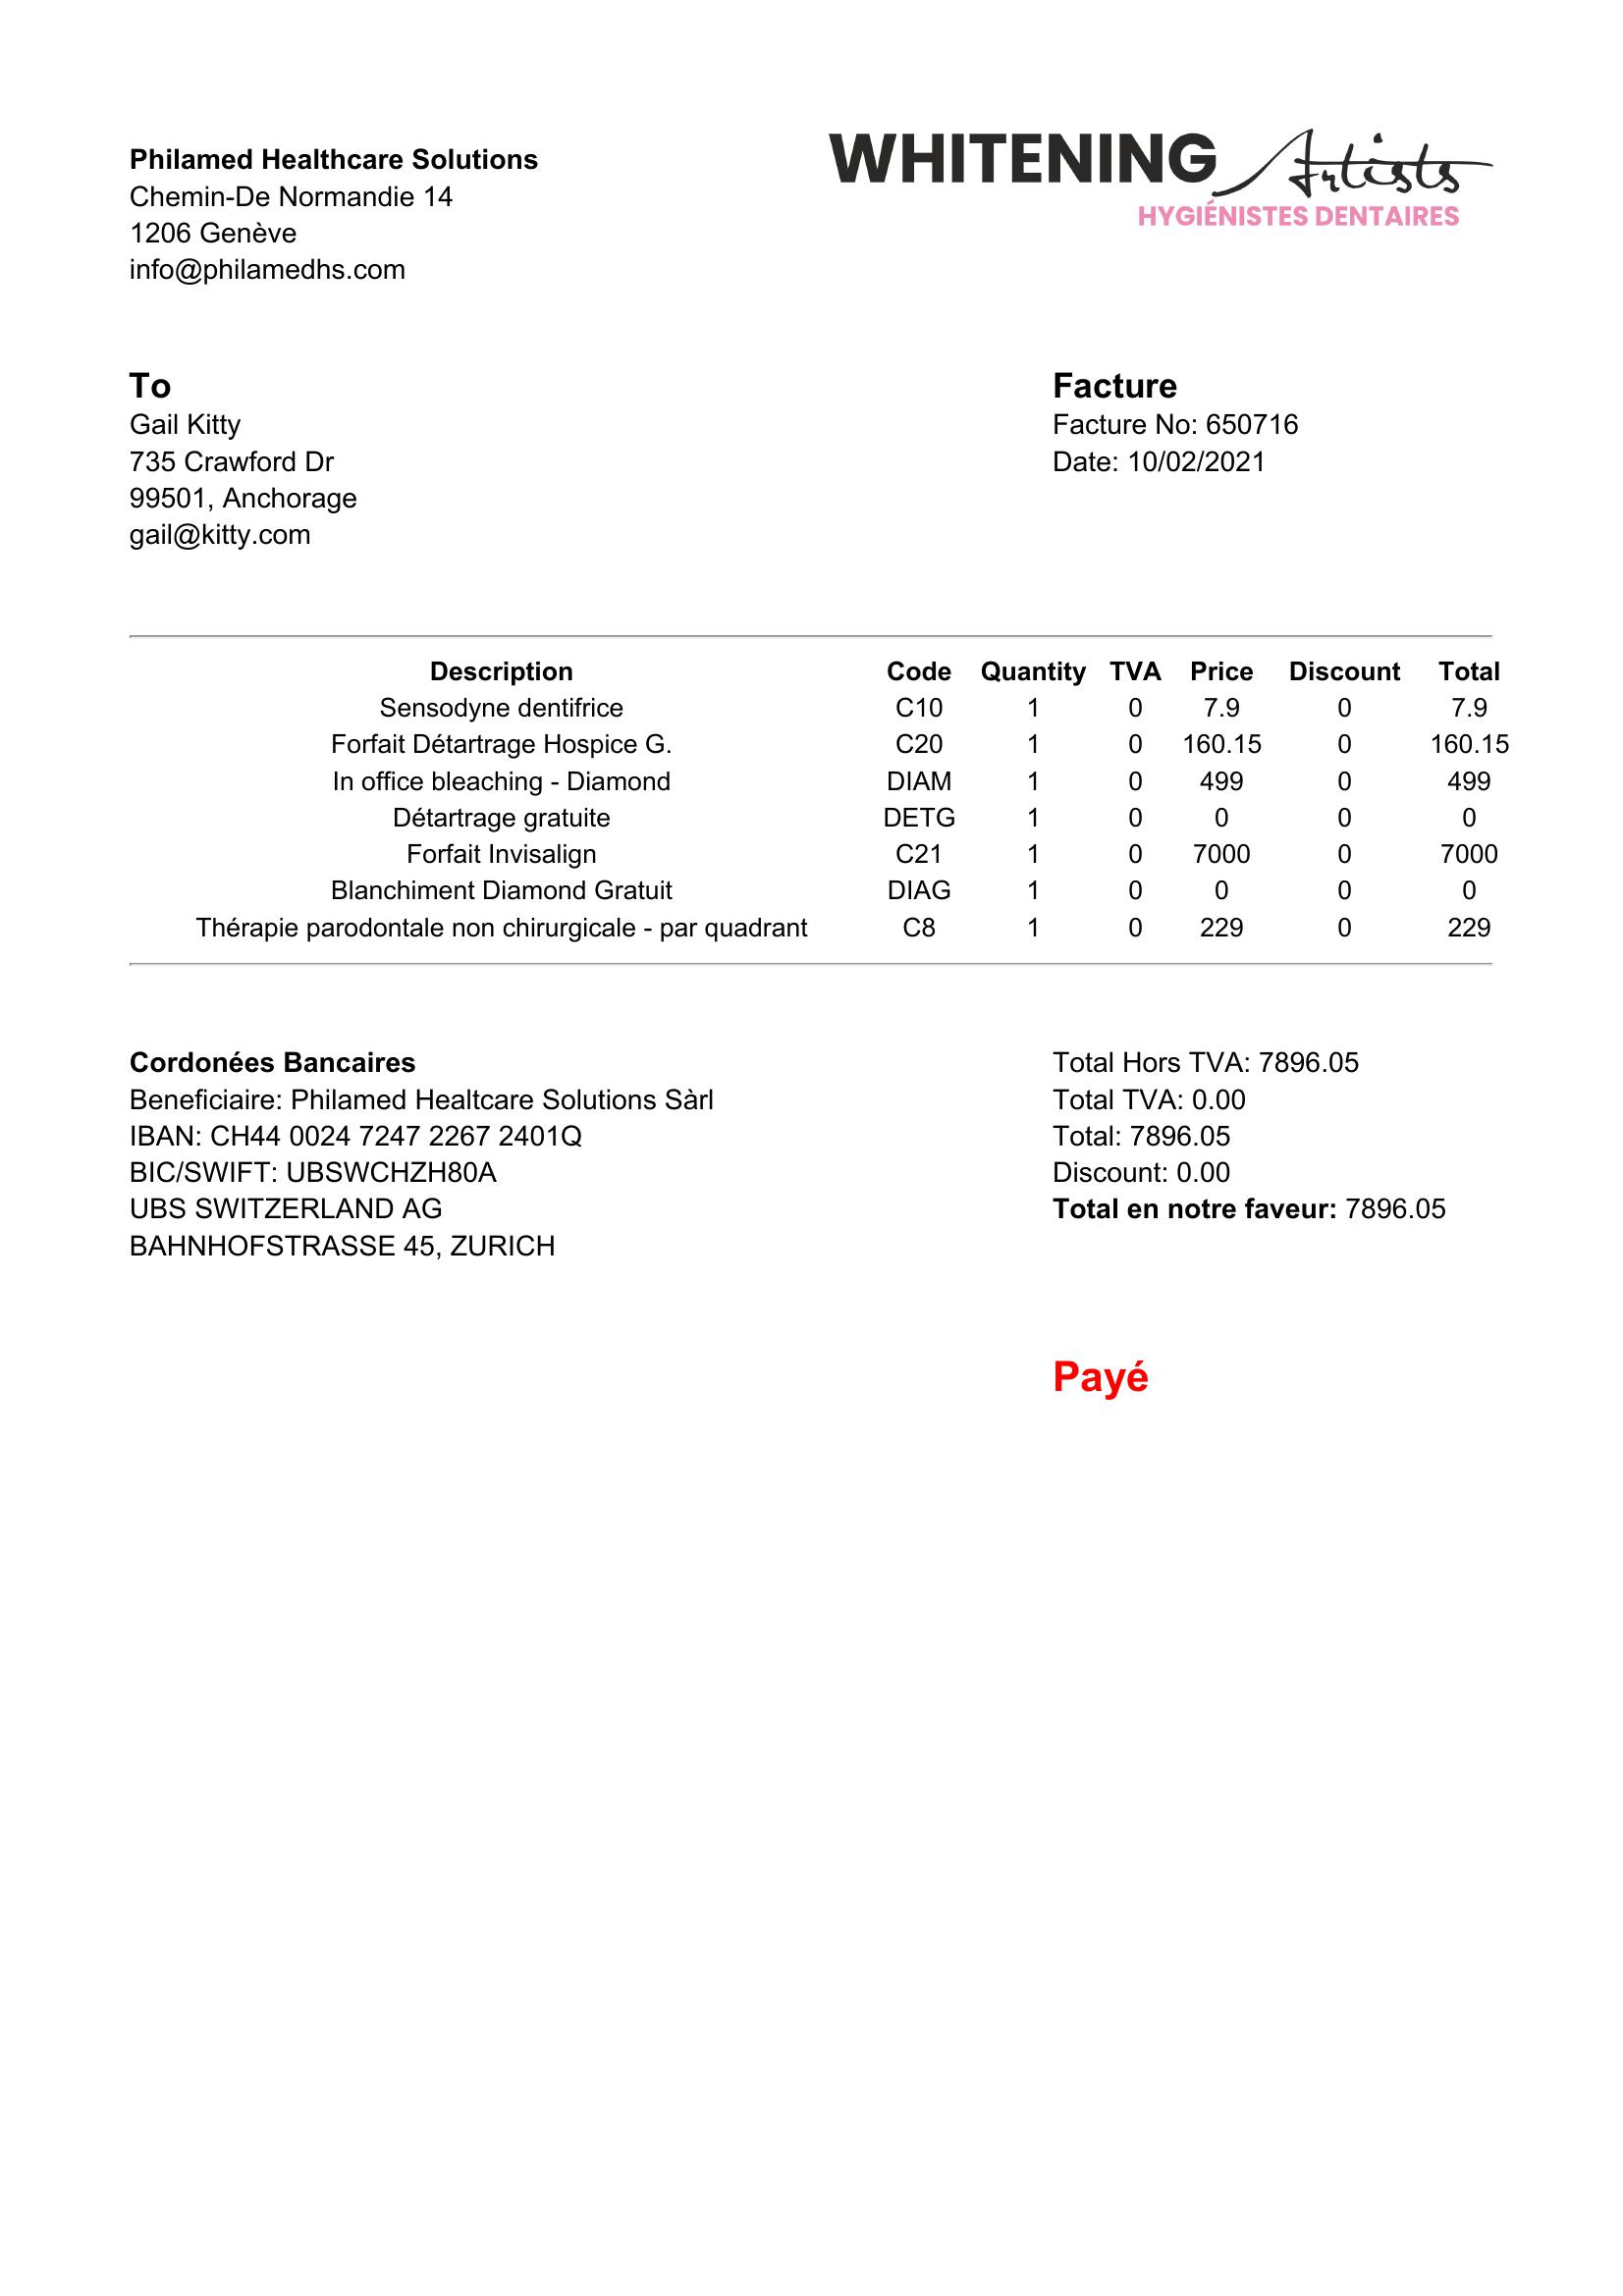 Philamed Healthcare Solutions
Chemin-De Normandie 14
1206 Genève
info@philamedhs.com
WHITENING Artists
HYGIÉNISTES DENTAIRES
To
Gail Kitty
735 Crawford Dr
99501, Anchorage
gail@kitty.com
Facture
Facture No: 650716
Date: 10/02/2021
Description Code Quantity TVA Price Discount Total
Sensodyne dentifrice C10 1 0 7.9 0 7.9
Forfait Détartrage Hospice G. C20 1 0 160.15 0 160.15
In office bleaching - Diamond DIAM 1 0 499 0 499
Détartrage gratuite DETG 1 0 0 0 0
Forfait Invisalign C21 1 0 7000 0 7000
Blanchiment Diamond Gratuit DIAG 1 0 0 0 0
Thérapie parodontale non chirurgicale - par quadrant C8 1 0 229 0 229
Cordonées Bancaires
Beneficiaire: Philamed Healtcare Solutions Sàrl
IBAN: CH44 0024 7247 2267 2401Q
BIC/SWIFT: UBSWCHZH80A
UBS SWITZERLAND AG
BAHNHOFSTRASSE 45, ZURICH
Total Hors TVA: 7896.05
Total TVA: 0.00
Total: 7896.05
Discount: 0.00
Total en notre faveur: 7896.05
Payé